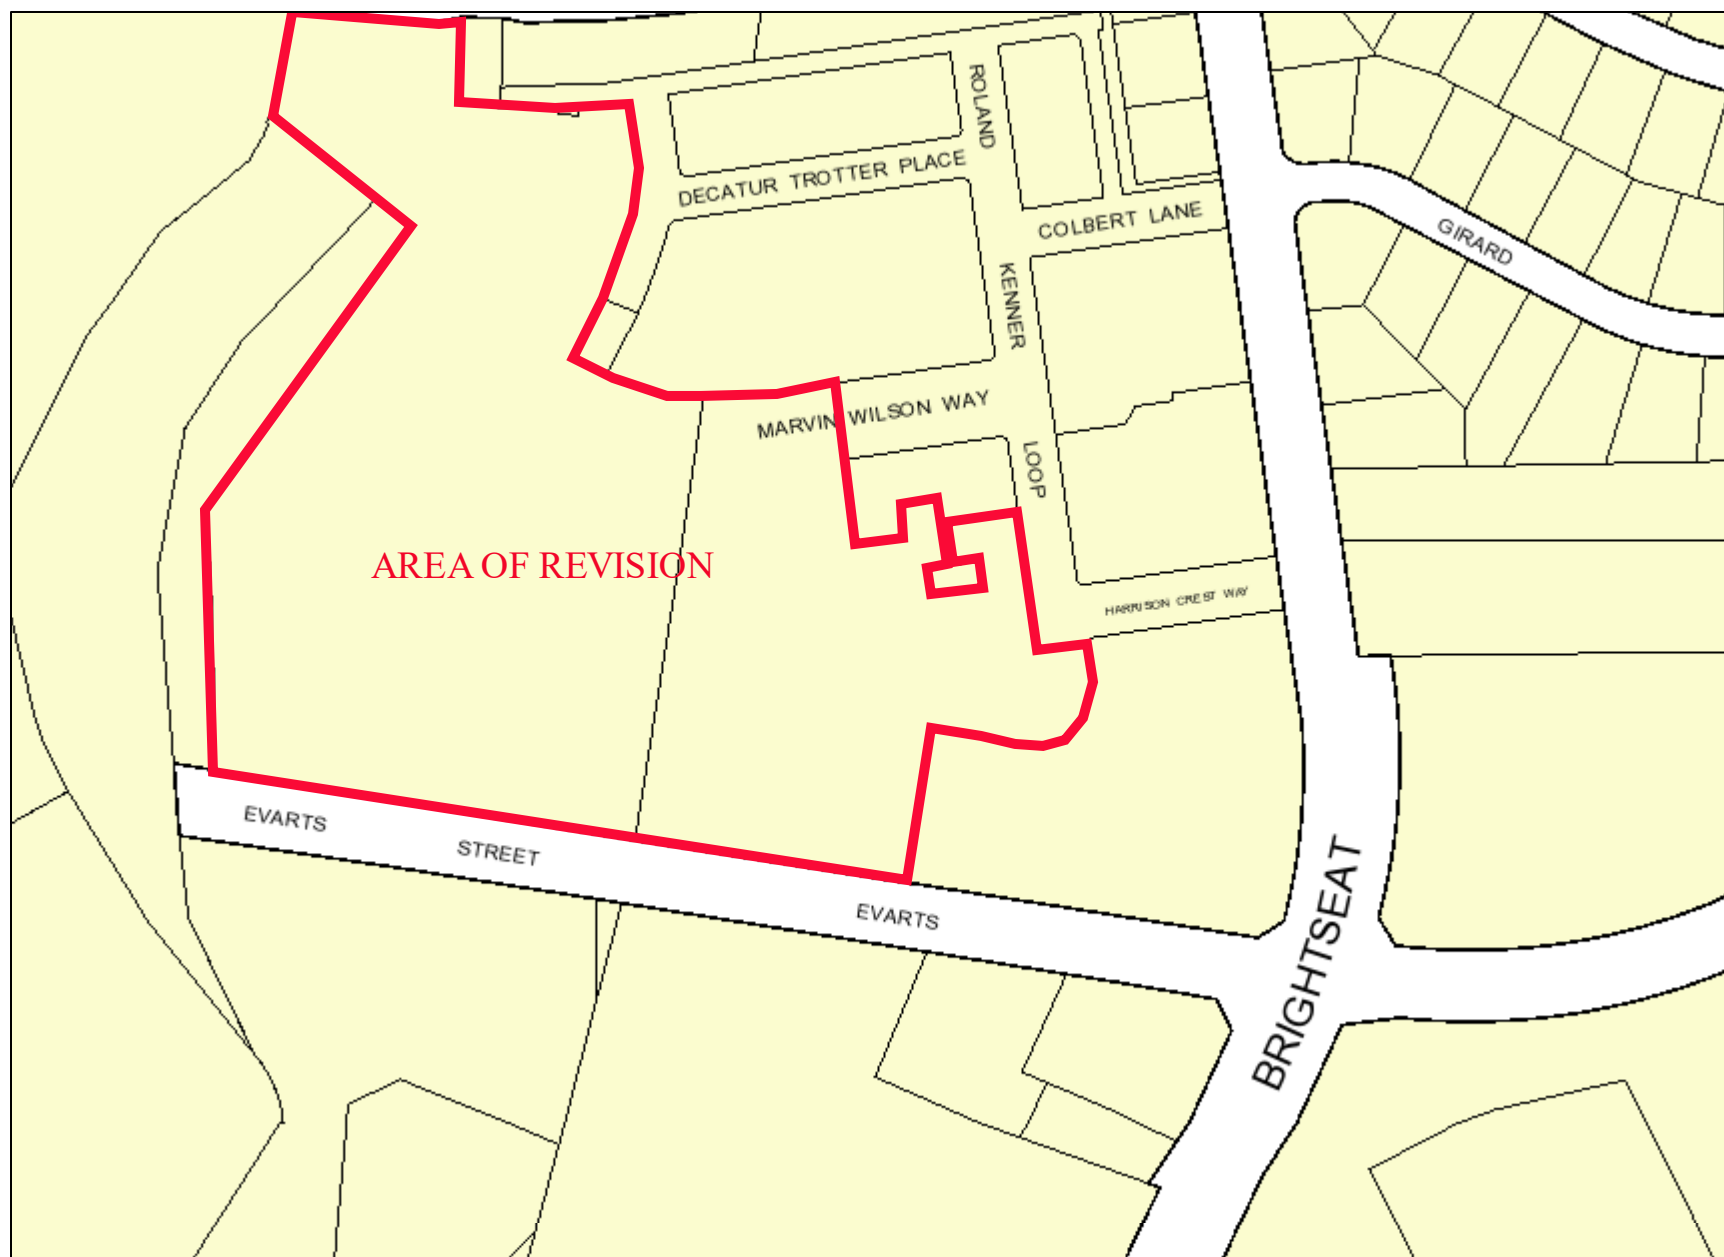 ROLAND
DECATUR TROTTER PLACE
COLBERT LANE
GIRARD
KENNER
MARVIN WILSON WAY
LOOP
AREA OF REVISION
HARRISON CREST WAY
EVARTS
STREET
EVARTS
BRIGHTSEAT